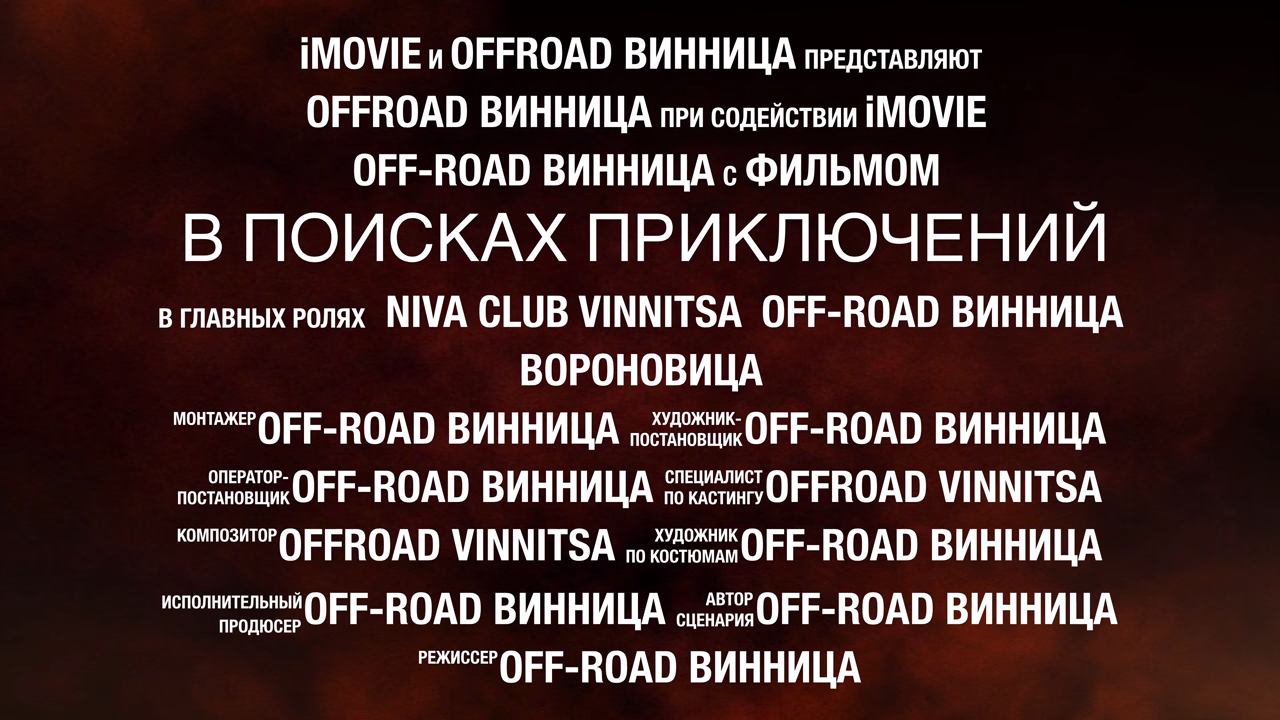 iMOVIE и OFFROAD ВИННИЦА ПРЕДСТАВЛЯЮТ
OFFROAD ВИННИЦА ПРИ СОДЕЙСТВИИ iMOVIE
OFF-ROAD ВИННИЦА С ФИЛЬМОМ
В ПОИСКАХ ПРИКЛЮЧЕНИЙ
В ГЛАВНЫХ РОЛЯХ NIVA CLUB VINNITSA OFF-ROAD ВИННИЦА
ВОРОНОВИЦА
МОНТАЖЕР OFF-ROAD ВИННИЦА ХУДОЖНИК-ПОСТАНОВЩИК OFF-ROAD ВИННИЦА
ОПЕРАТОР-ПОСТАНОВЩИК OFF-ROAD ВИННИЦА СПЕЦИАЛИСТ ПО КАСТИНГУ OFFROAD VINNITSA
КОМПОЗИТОР OFFROAD VINNITSA ХУДОЖНИК ПО КОСТЮМАМ OFF-ROAD ВИННИЦА
ИСПОЛНИТЕЛЬНЫЙ ПРОДЮСЕР OFF-ROAD ВИННИЦА АВТОР СЦЕНАРИЯ OFF-ROAD ВИННИЦА
РЕЖИССЕР OFF-ROAD ВИННИЦА